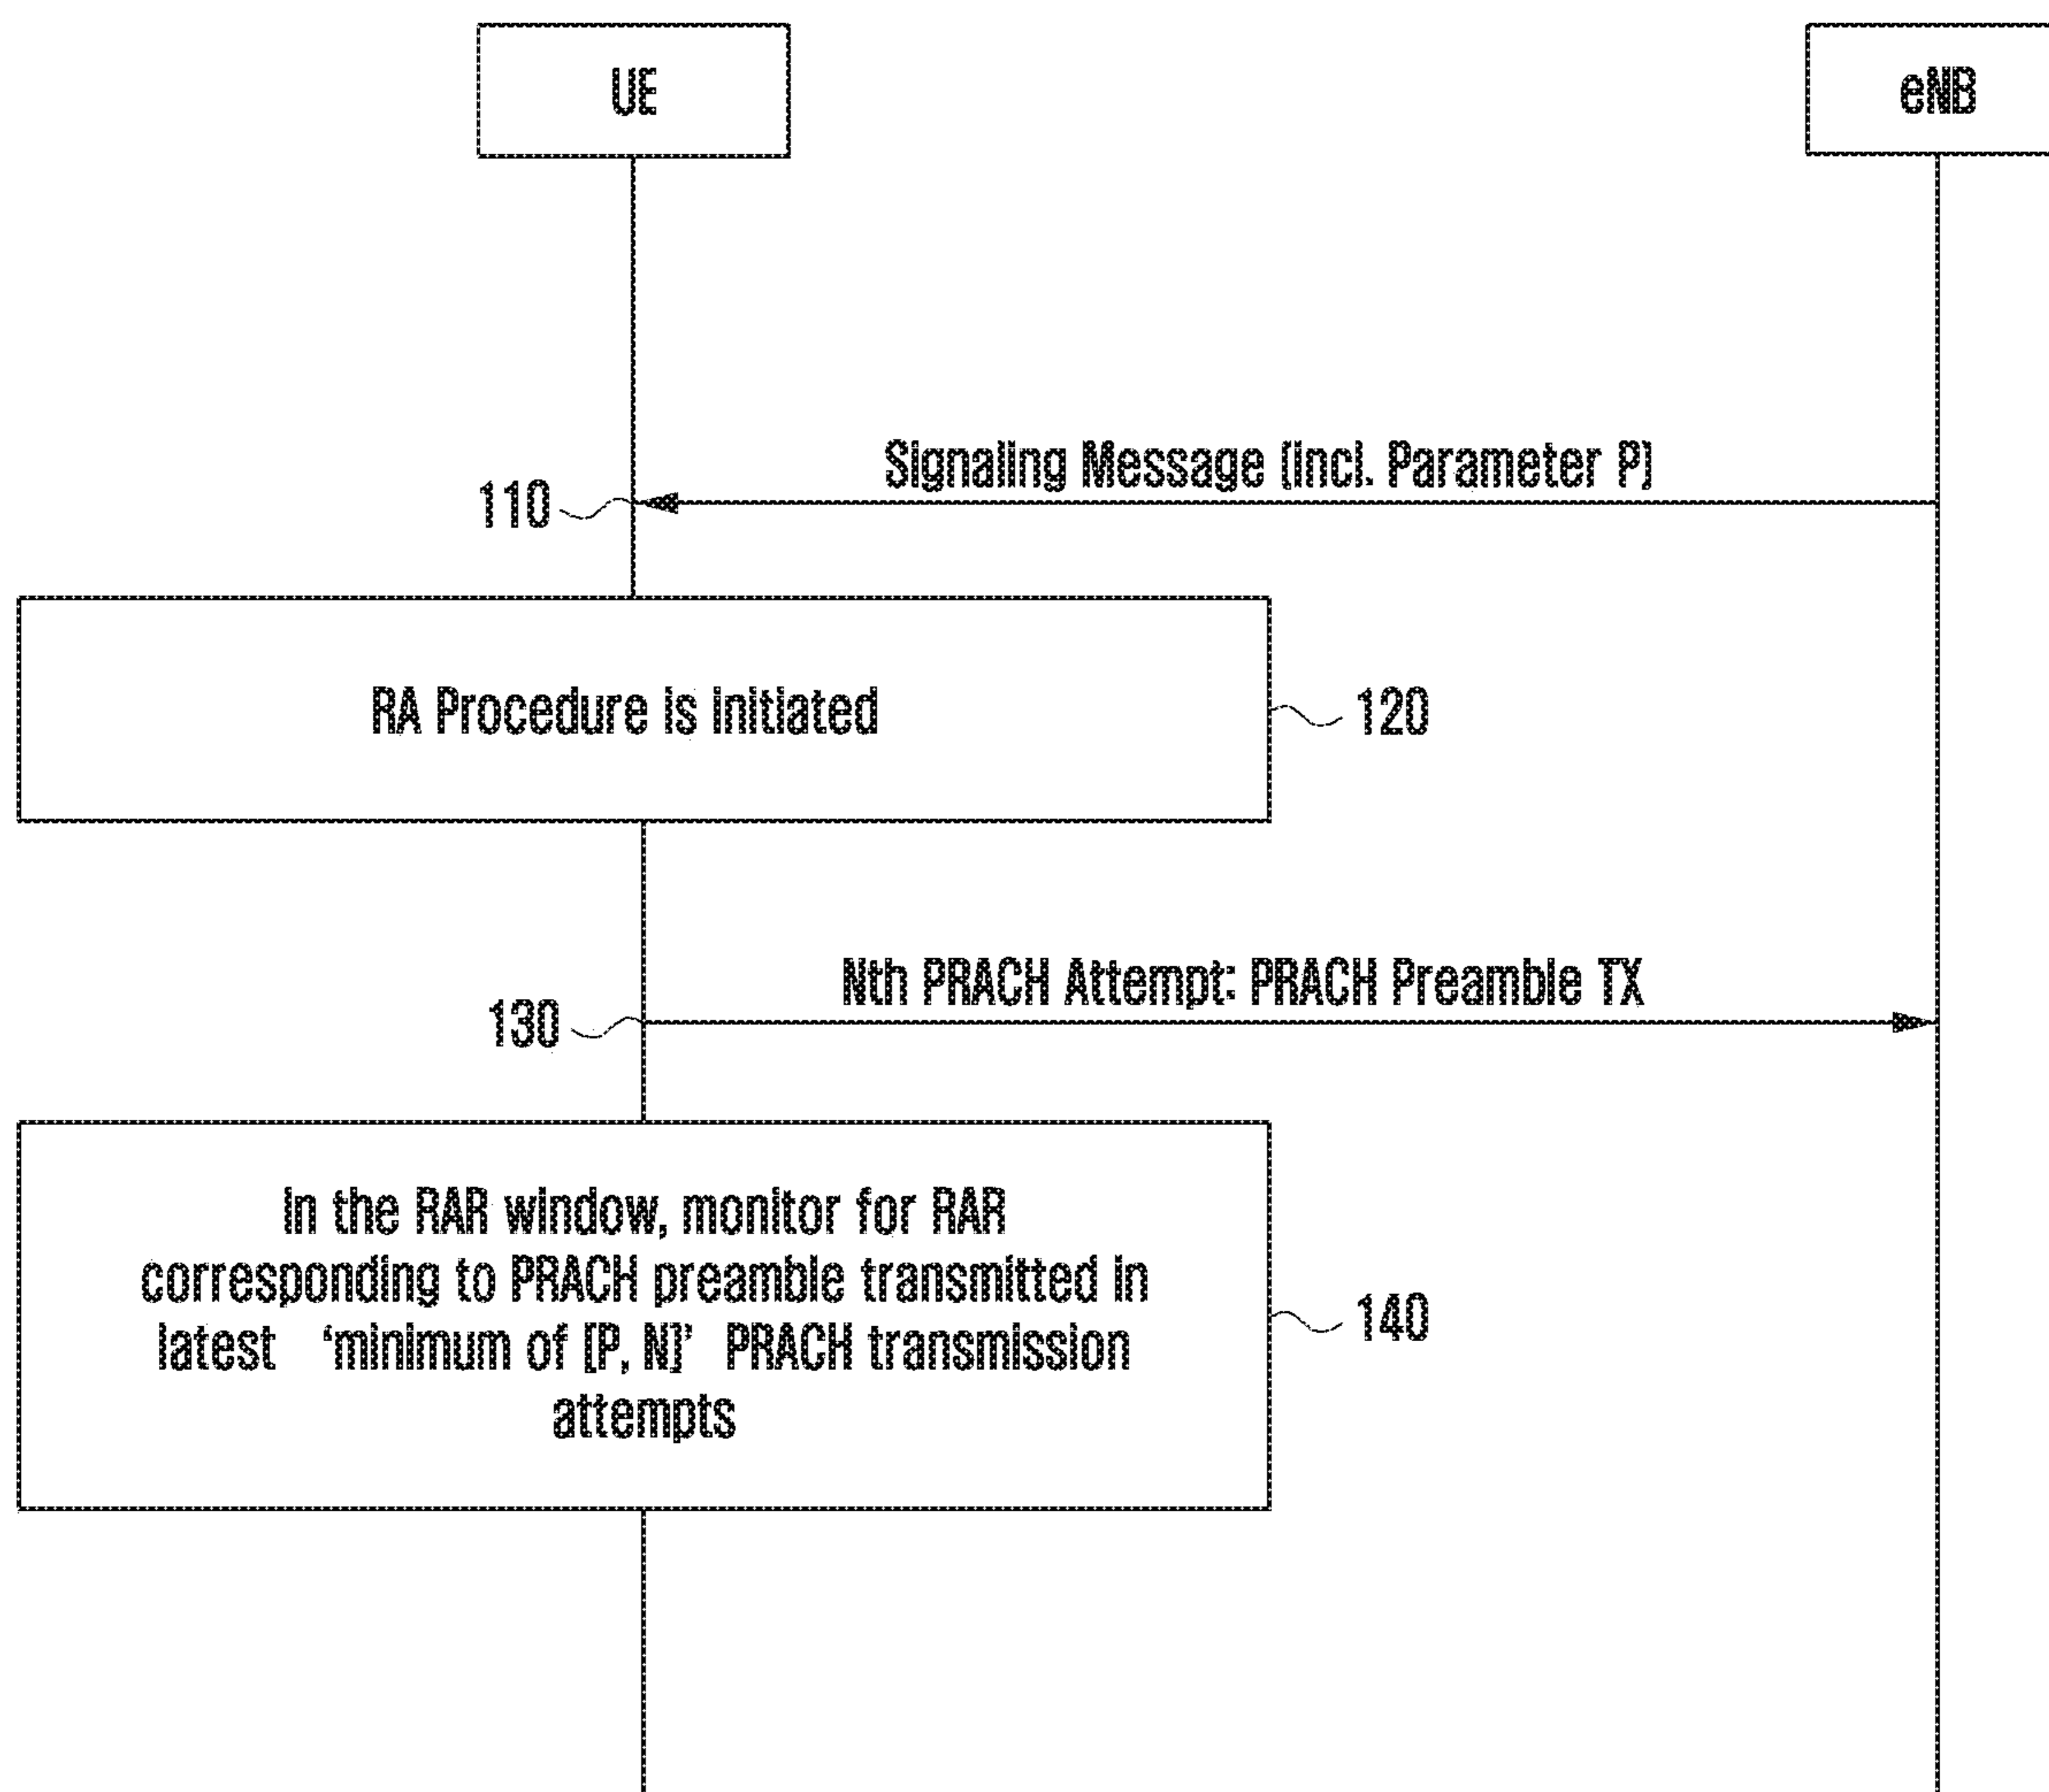 UE
eNB
Signaling Message (incl. Parameter P)
110
RA Procedure is initiated
120
Nth PRACH Attempt: PRACH Preamble TX
130
In the RAR window, monitor for RAR
corresponding to PRACH preamble transmitted in
latest ‘minimum of [P, N]’ PRACH transmission
attempts
140